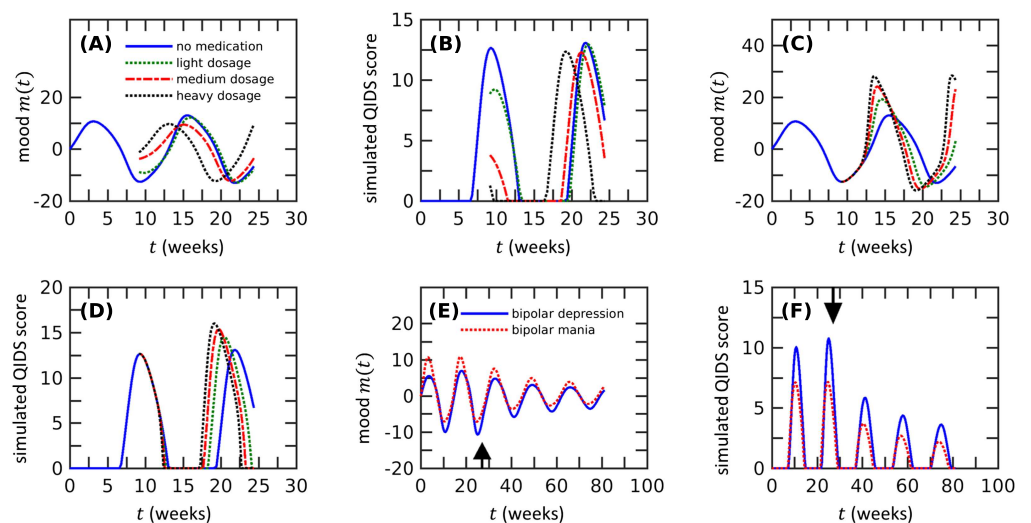 (A)
no medication
light dosage
medium dosage
heavy dosage
mood m(t)
20
10
0
-10
-20
0 5 10 15 20 25 30
t (weeks)
(B)
simulated QIDS score
15
10
5
0
0 5 10 15 20 25 30
t (weeks)
(C)
mood m(t)
40
20
0
-20
0 5 10 15 20 25 30
t (weeks)
(D)
simulated QIDS score
20
15
10
5
0
0 5 10 15 20 25 30
t (weeks)
(E)
bipolar depression
bipolar mania
mood m(t)
20
10
0
-10
-20
0 20 40 60 80 100
t (weeks)
(F)
simulated QIDS score
15
10
5
0
0 20 40 60 80 100
t (weeks)